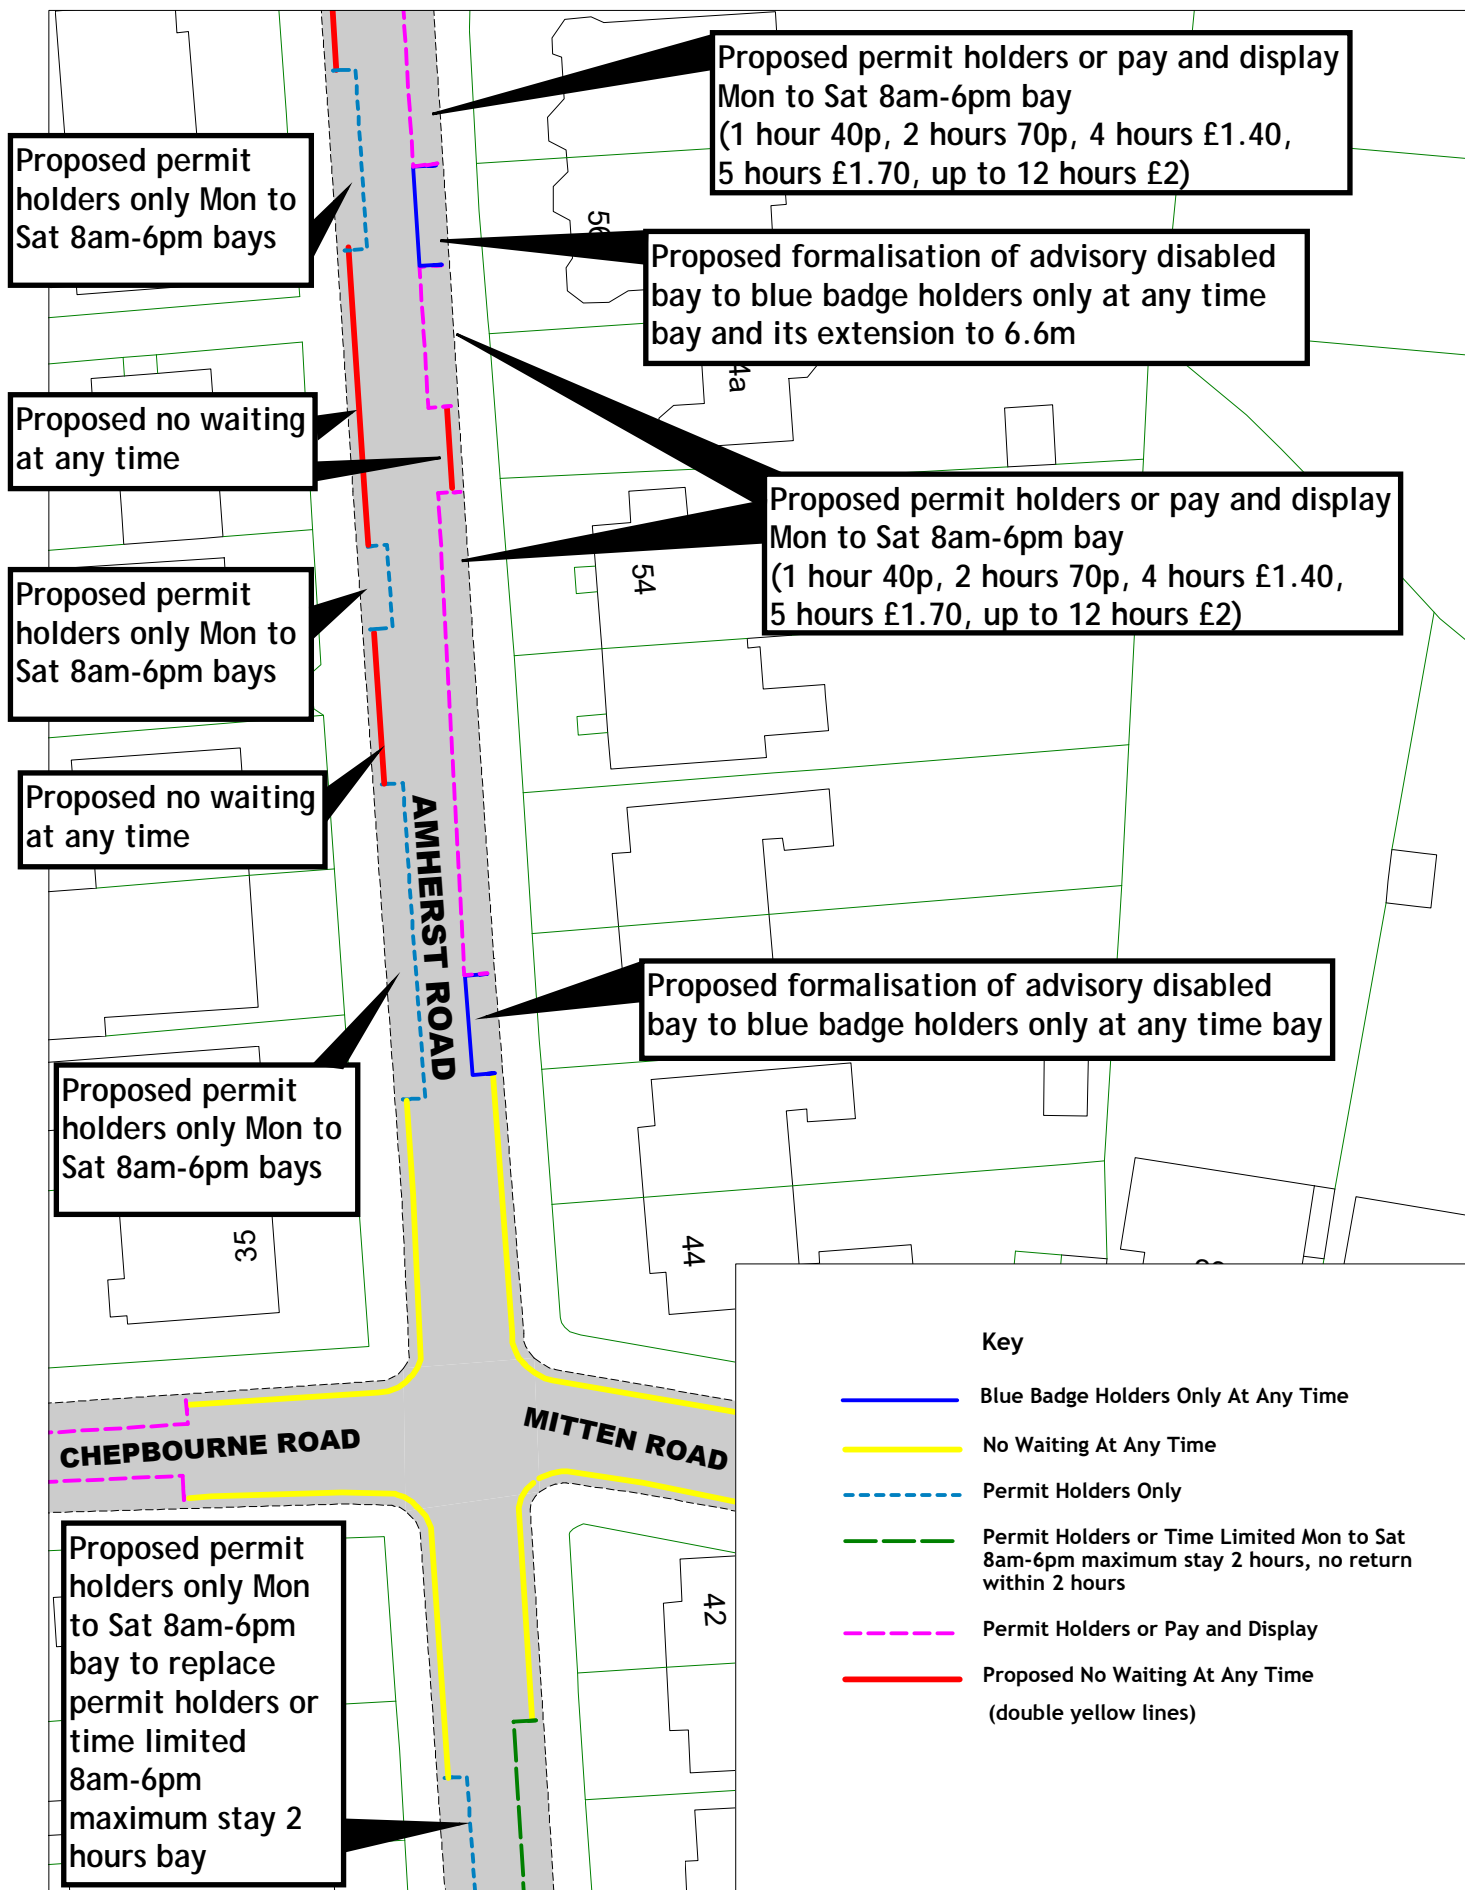 Proposed permit holders or pay and display
Mon to Sat 8am-6pm bay
(1 hour 40p, 2 hours 70p, 4 hours £1.40,
5 hours £1.70, up to 12 hours £2)
Proposed permit
holders only Mon to
Sat 8am-6pm bays
56
Proposed formalisation of advisory disabled
bay to blue badge holders only at any time
bay and its extension to 6.6m
4a
Proposed no waiting
at any time
Proposed permit holders or pay and display
Mon to Sat 8am-6pm bay
(1 hour 40p, 2 hours 70p, 4 hours £1.40,
5 hours £1.70, up to 12 hours £2)
54
Proposed permit
holders only Mon to
Sat 8am-6pm bays
Proposed no waiting
at any time
AMHERST ROAD
Proposed formalisation of advisory disabled
bay to blue badge holders only at any time bay
Proposed permit
holders only Mon to
Sat 8am-6pm bays
35
44
CHEPBOURNE ROAD
MITTEN ROAD
Proposed permit
holders only Mon
to Sat 8am-6pm
bay to replace
permit holders or
time limited
8am-6pm
maximum stay 2
hours bay
42
Key
Blue Badge Holders Only At Any Time
No Waiting At Any Time
Permit Holders Only
Permit Holders or Time Limited Mon to Sat
8am-6pm maximum stay 2 hours, no return
within 2 hours
Permit Holders or Pay and Display
Proposed No Waiting At Any Time
(double yellow lines)